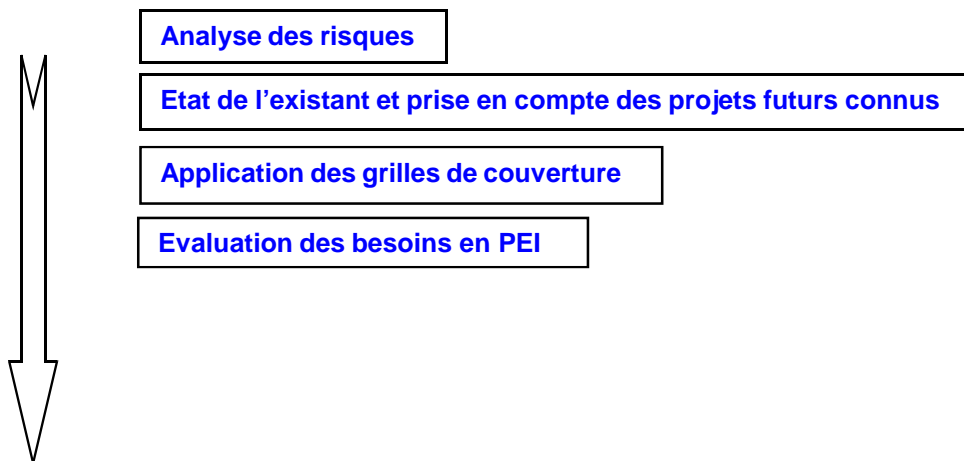 Analyse des risques
Etat de l’existant et prise en compte des projets futurs connus
Application des grilles de couverture
Evaluation des besoins en PEI